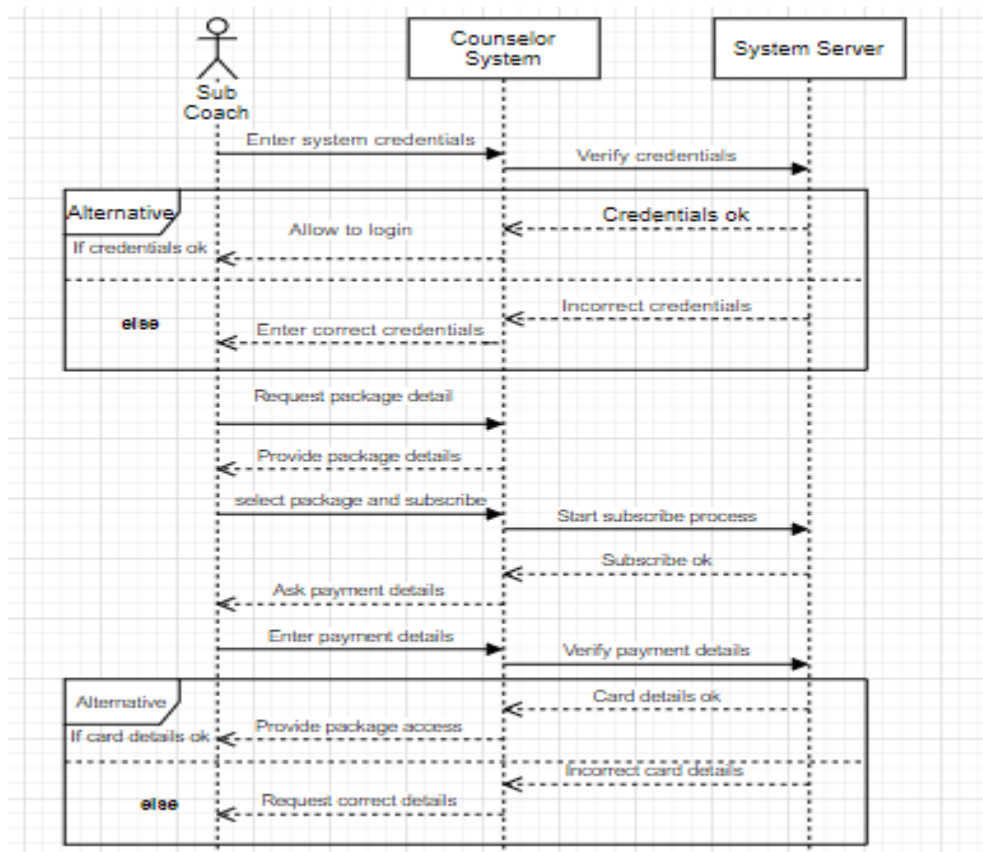 Counselor
System
System Server
Sub
Coach
Enter system credentials
Verify credentials
Alternative
Credentials ok
Allow to login
If credentials ok
Incorrect credentials
else
Enter correct credentials
Request package detail
Provide package details
select package and subscribe
Start subscribe process
Subscribe ok
Ask payment details
Enter payment details
Verify payment details
Alternative
Card details ok
Provide package access
If card details ok
Incorrect card details
else
Request correct details